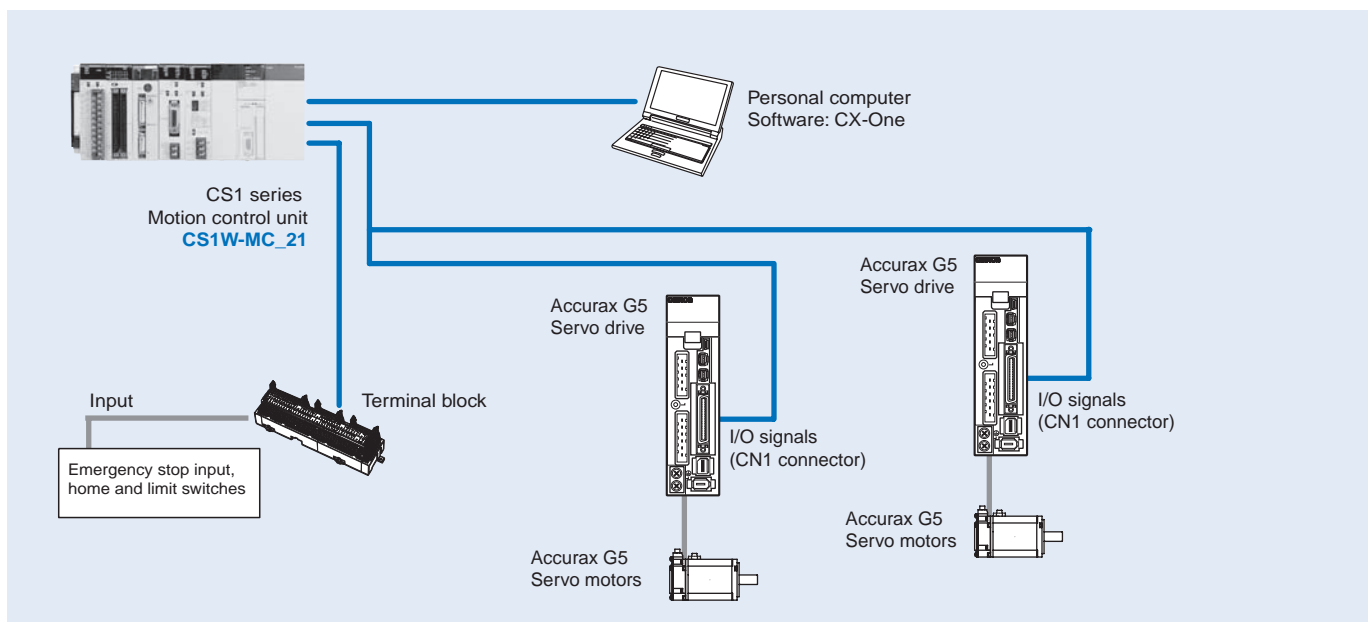 Personal computer
Software: CX-One
CS1 series
Motion control unit
CS1W-MC_21
Accurax G5
Servo drive
Accurax G5
Servo drive
Input
Terminal block
I/O signals
(CN1 connector)
I/O signals
(CN1 connector)
Emergency stop input,
home and limit switches
Accurax G5
Servo motors
Accurax G5
Servo motors